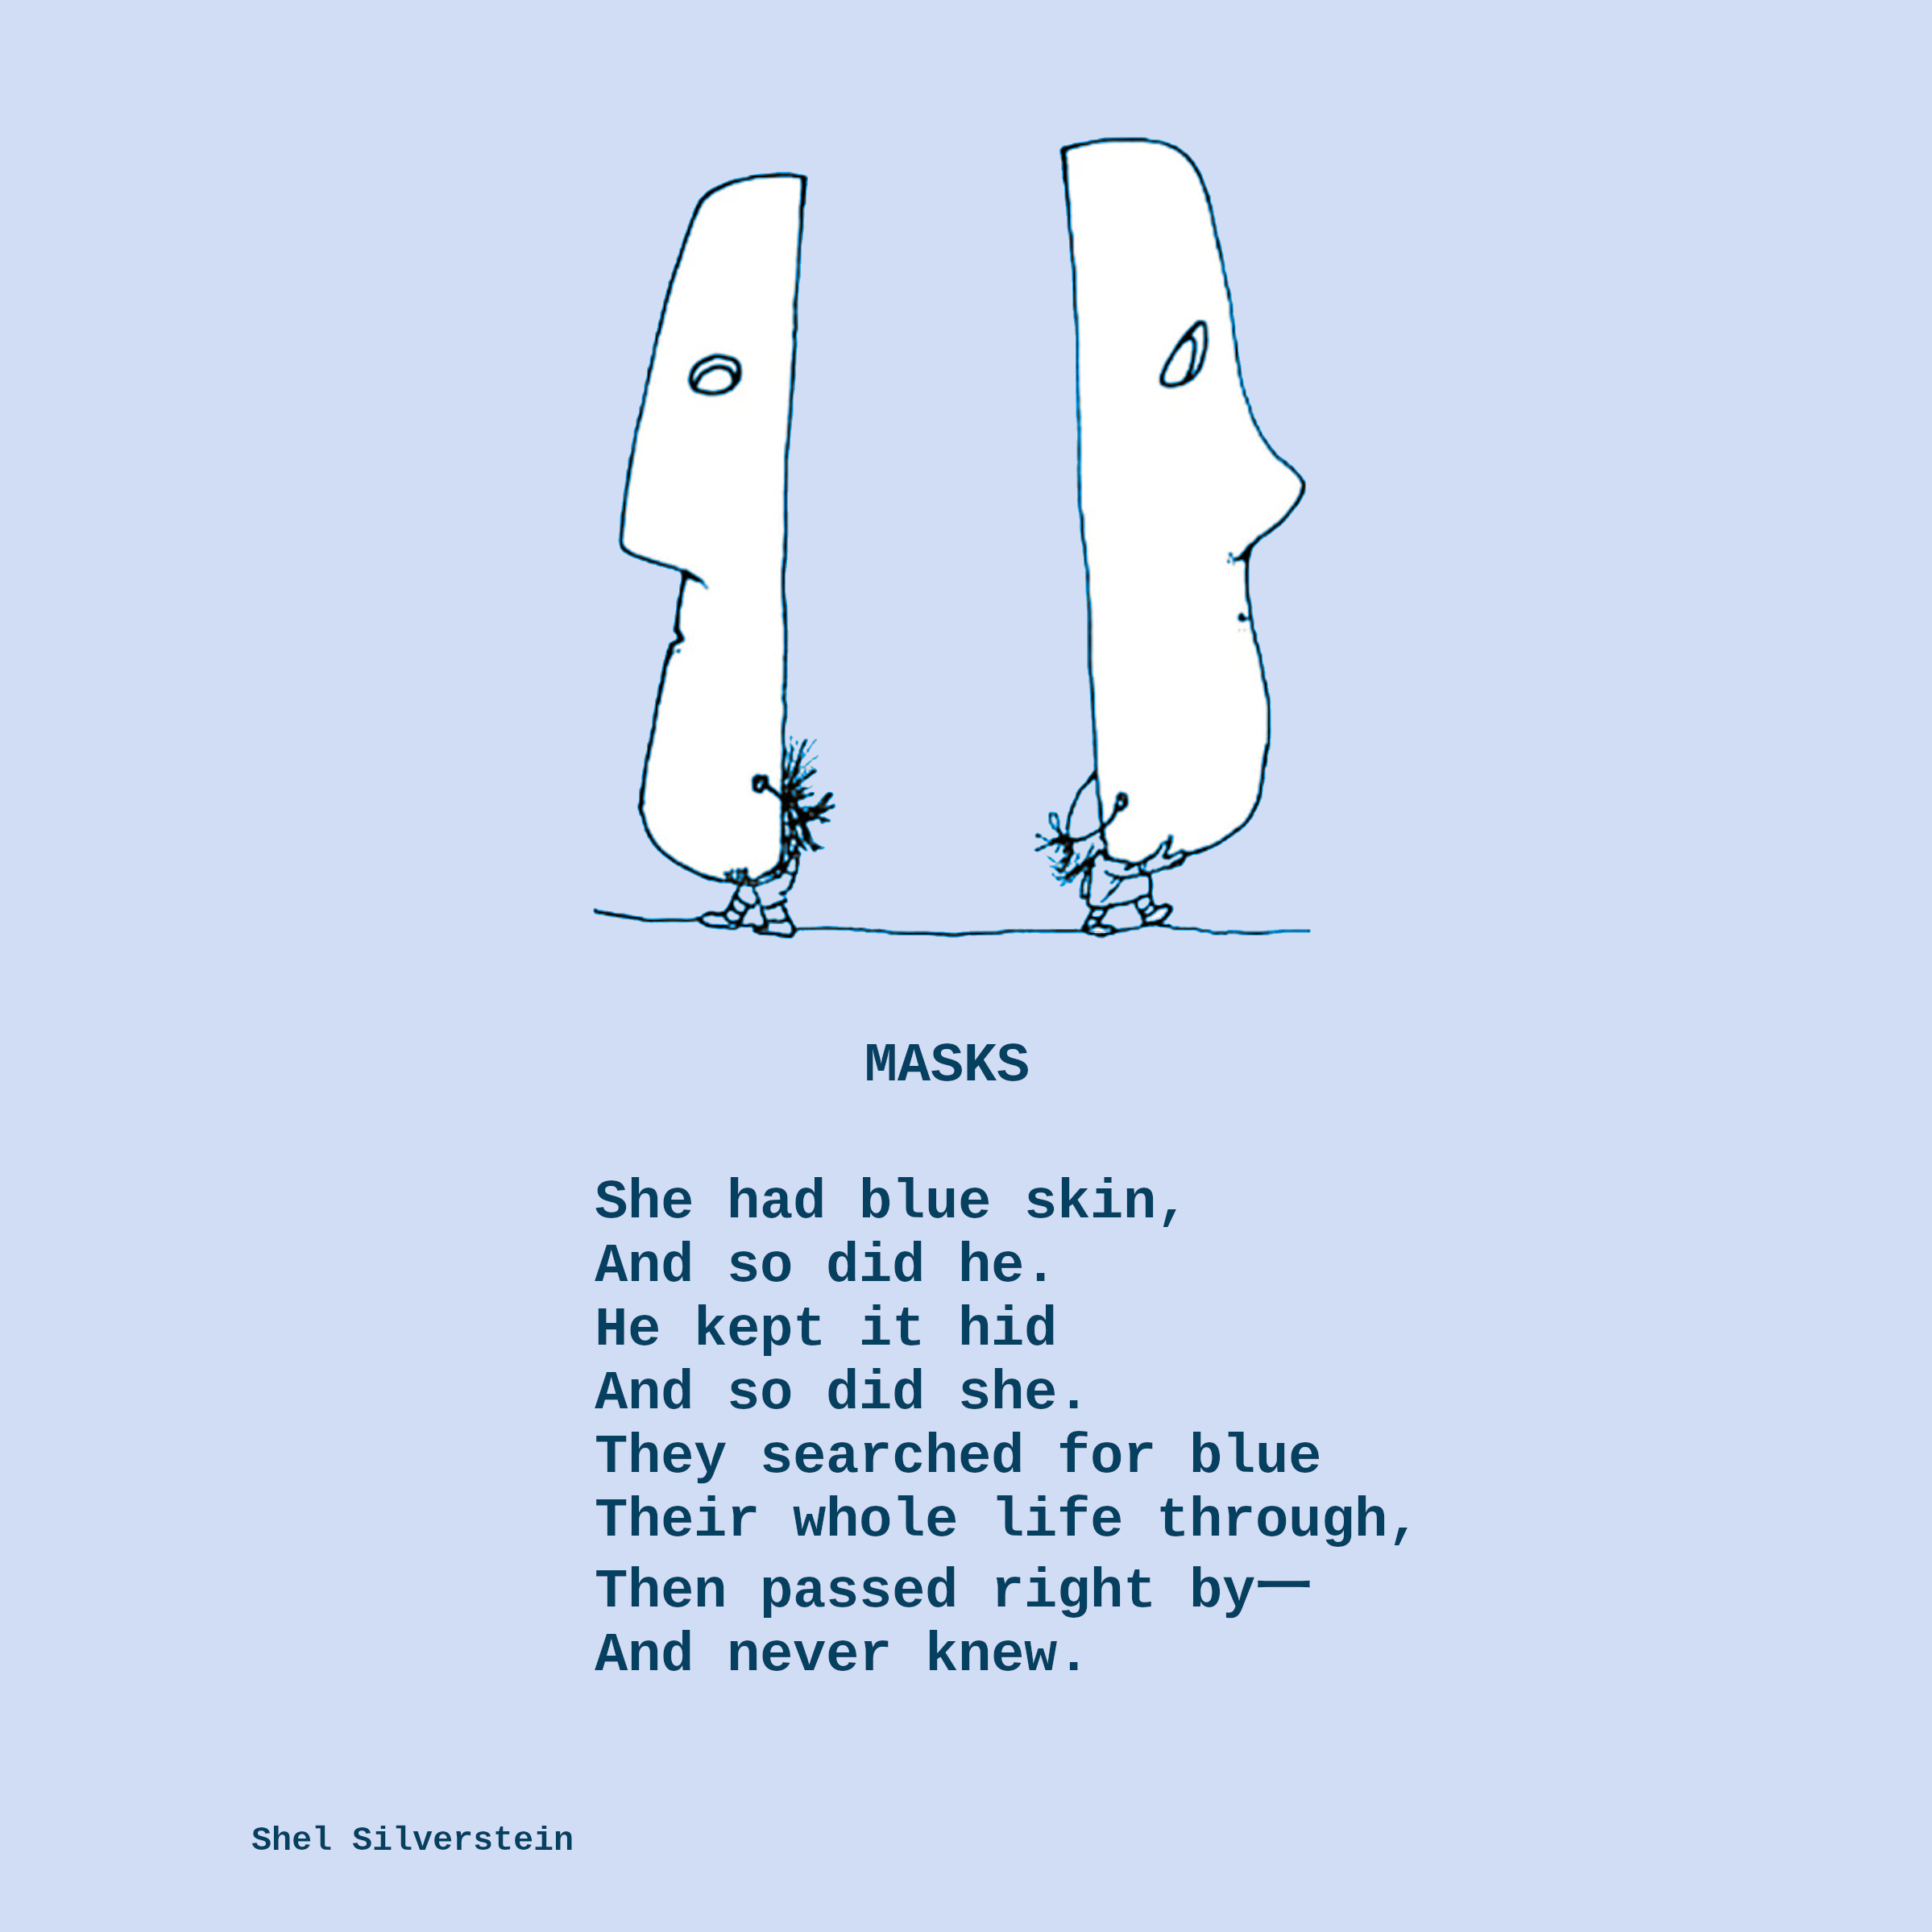 MASKS
She had blue skin,
And so did he.
He kept it hid
And so did she.
They searched for blue
Their whole life through,
Then passed right by—
And never knew.
Shel Silverstein